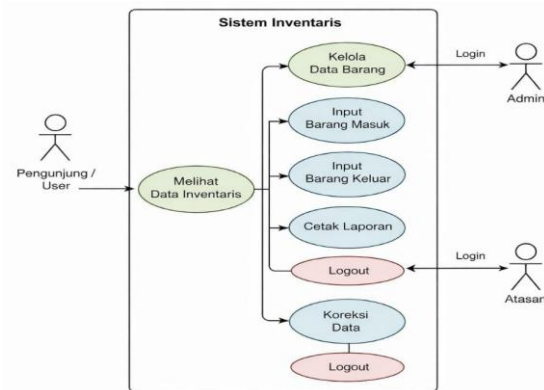 Sistem Inventaris
Kelola
Data Barang
Login
Admin
Input
Barang Masuk
Pengunjung /
User
Melihat
Data Inventaris
Input
Barang Keluar
Cetak Laporan
Logout
Login
Atasan
Koreksi
Data
Logout